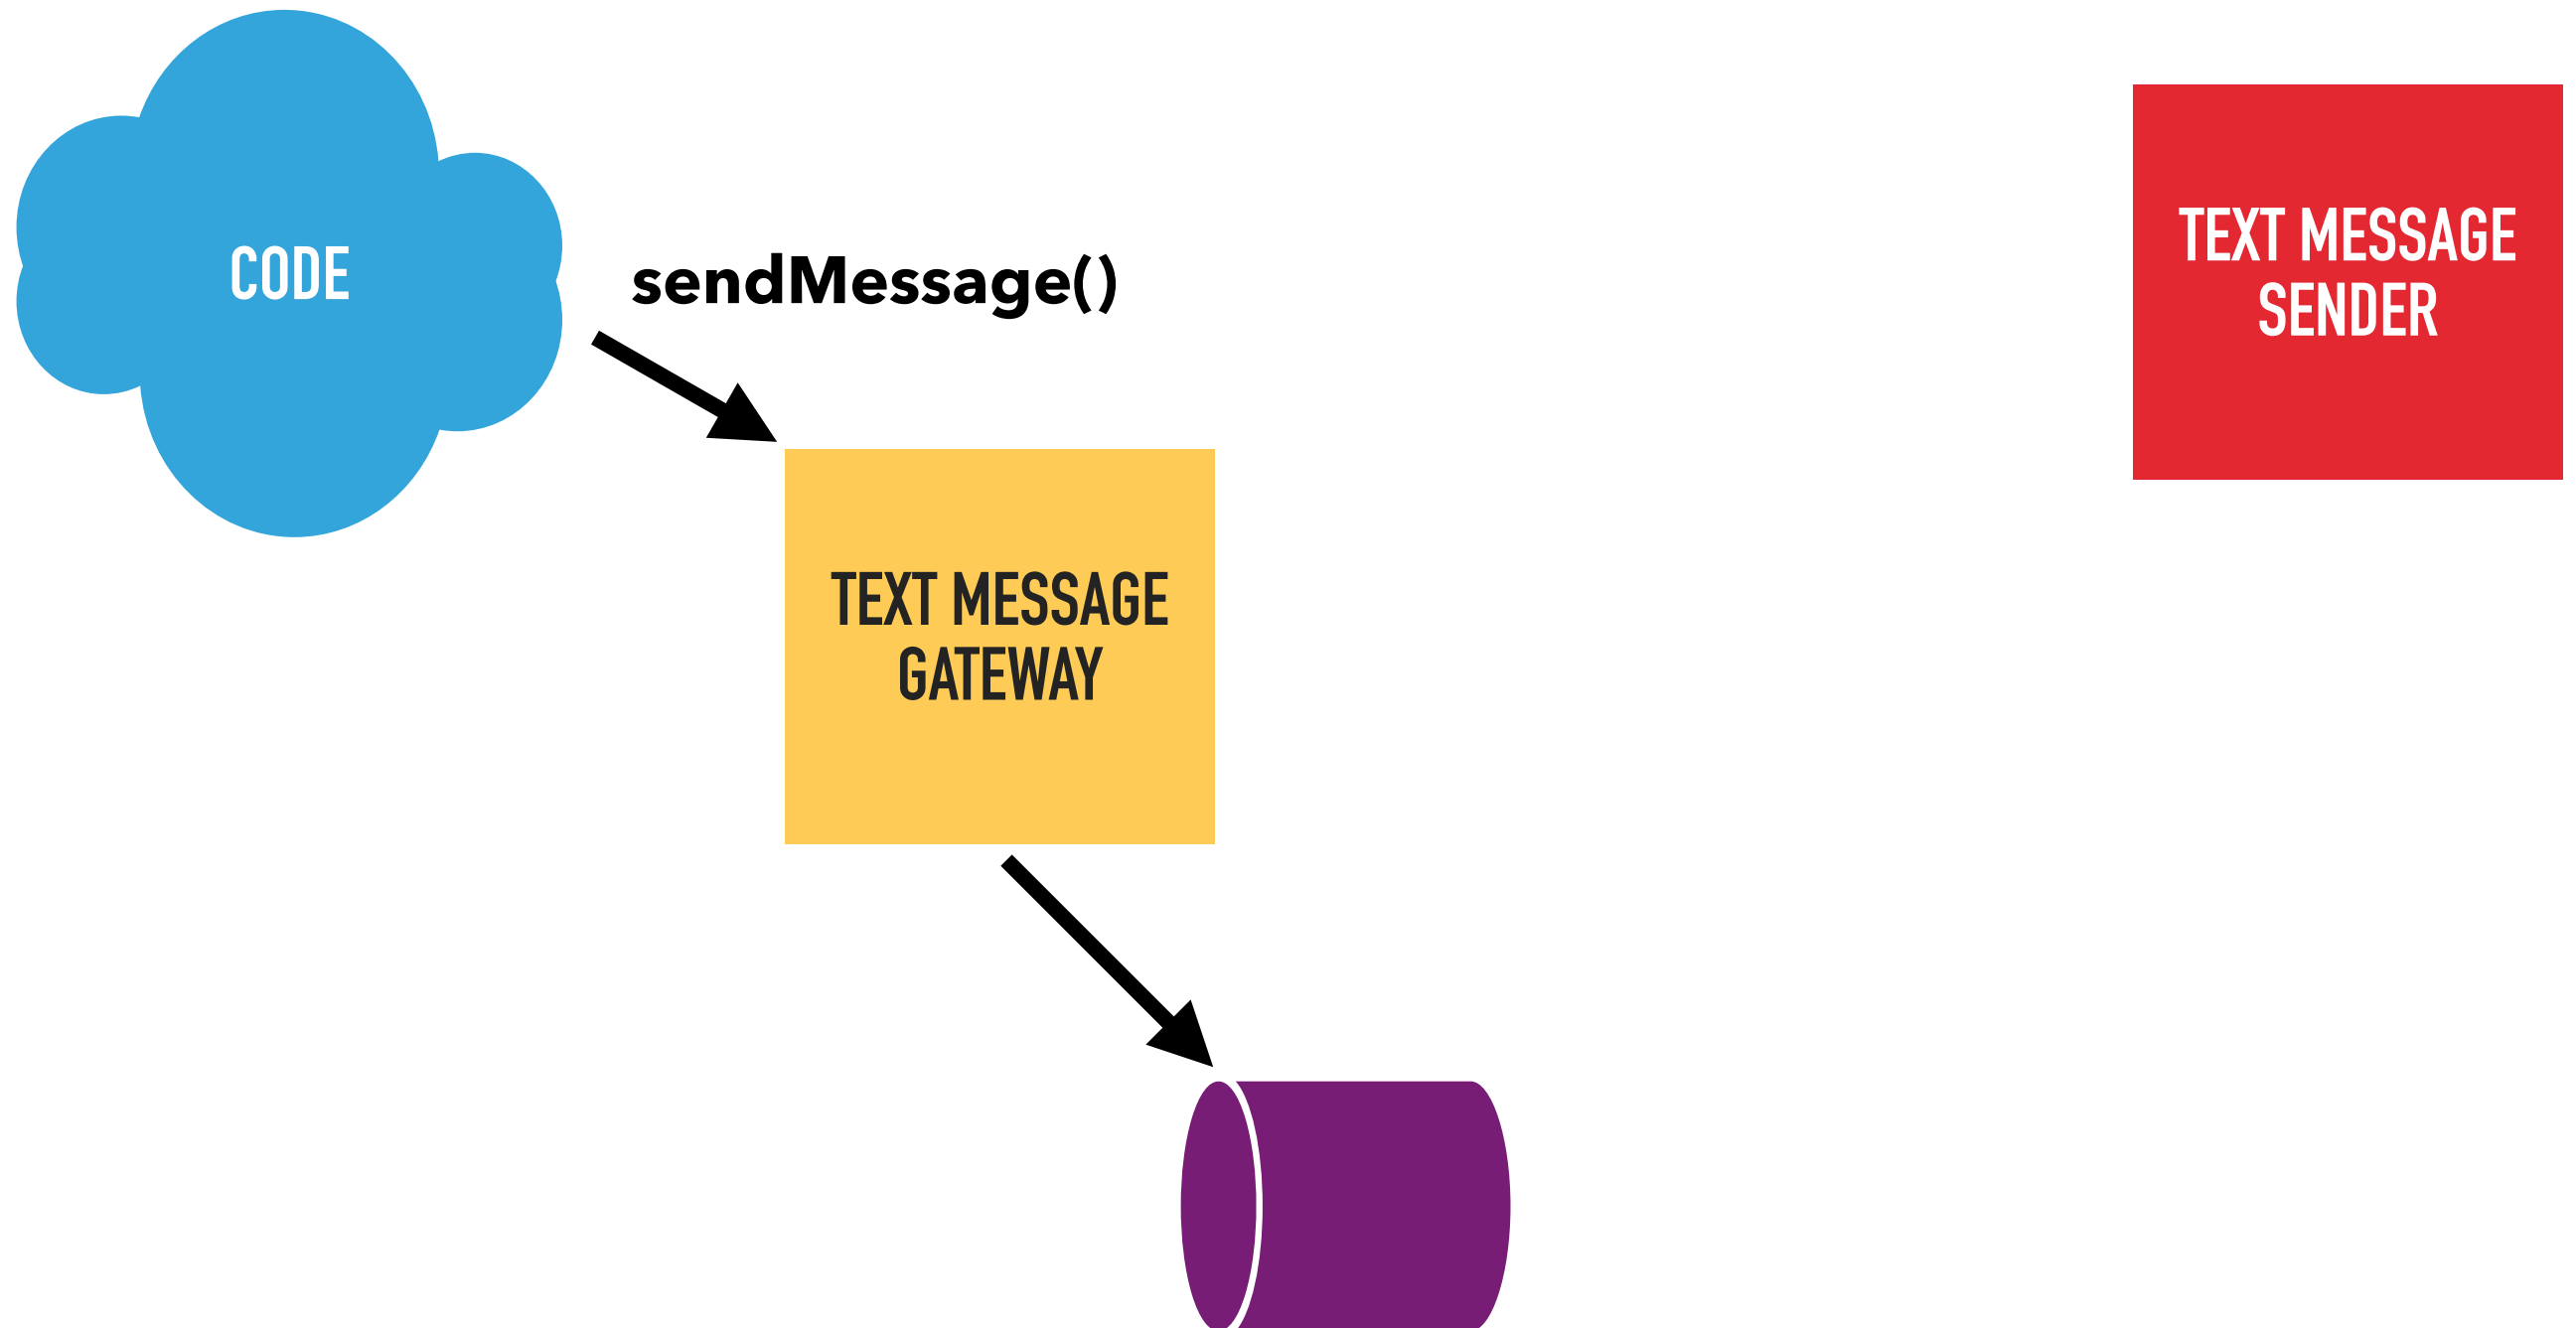 CODE
sendMessage()
TEXT MESSAGE
SENDER
TEXT MESSAGE
GATEWAY